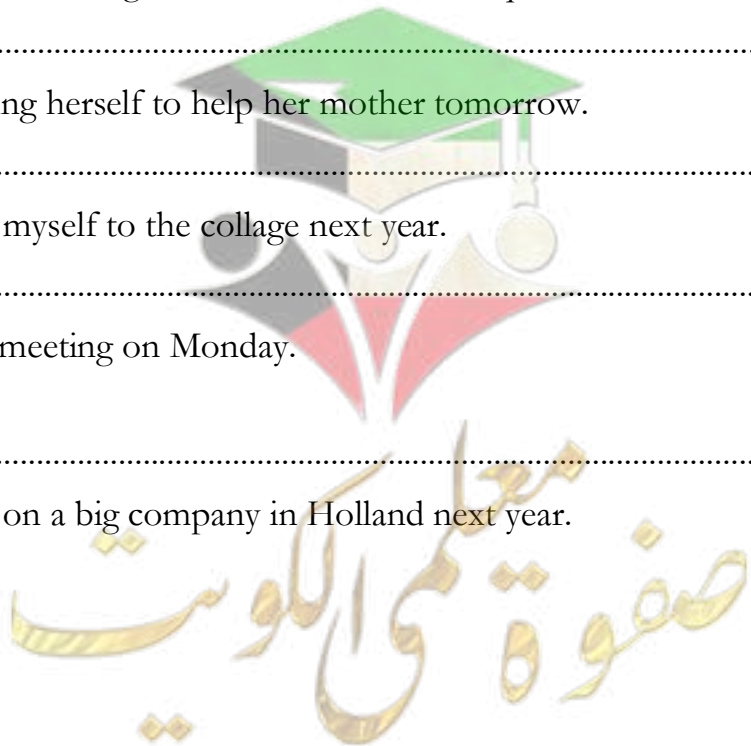 ng herself to help her mother tomorrow.
myself to the collage next year.
meeting on Monday.
on a big company in Holland next year.
صفوة معلمى الكويت